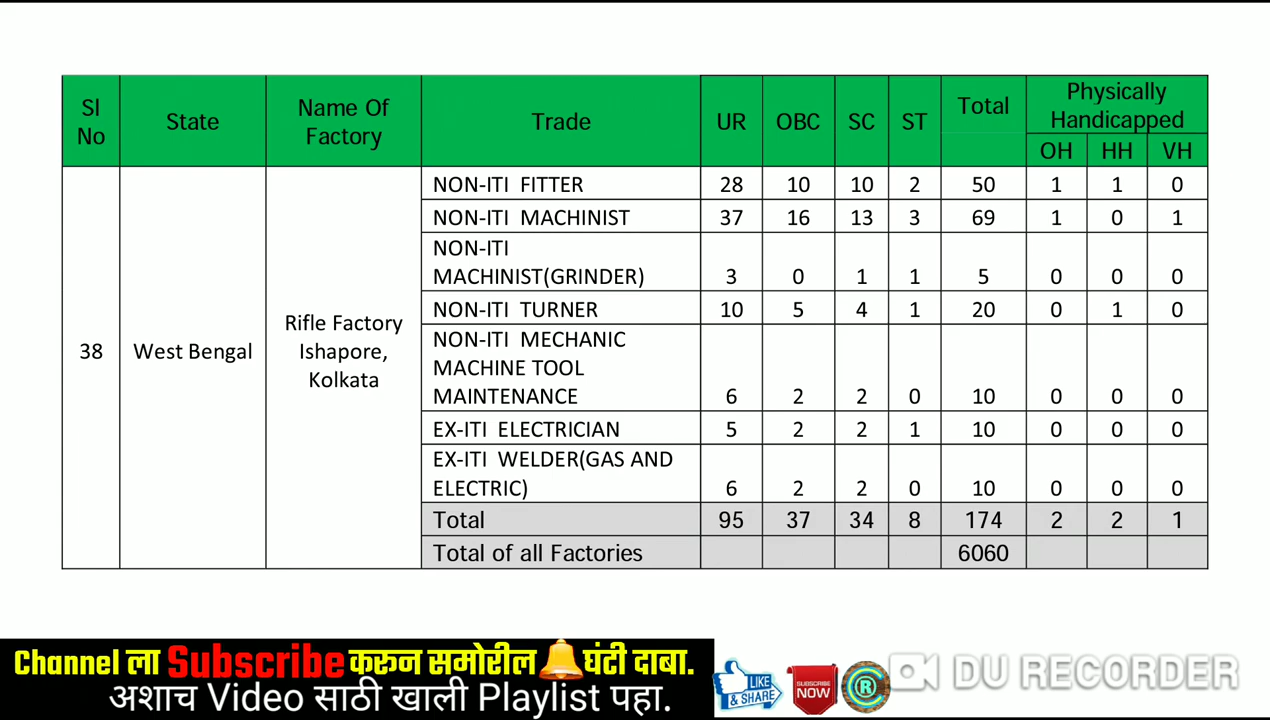 Sl No State Name Of Factory Trade UR OBC SC ST Total Physically Handicapped
OH HH VH
38 West Bengal Rifle Factory Ishapore, Kolkata
NON-ITI FITTER 28 10 10 2 50 1 1 0
NON-ITI MACHINIST 37 16 13 3 69 1 0 1
NON-ITI
MACHINIST(GRINDER) 3 0 1 1 5 0 0 0
NON-ITI TURNER 10 5 4 1 20 0 1 0
NON-ITI MECHANIC
MACHINE TOOL
MAINTENANCE 6 2 2 0 10 0 0 0
EX-ITI ELECTRICIAN 5 2 2 1 10 0 0 0
EX-ITI WELDER(GAS AND
ELECTRIC) 6 2 2 0 10 0 0 0
Total 95 37 34 8 174 2 2 1
Total of all Factories 6060
Channel ला Subscribe करून समोरील घंटी दाबा.
अशाच Video साठी खाली Playlist पहा.
LIKE
& SHARE
SUBSCRIBE
NOW
R
DU RECORDER